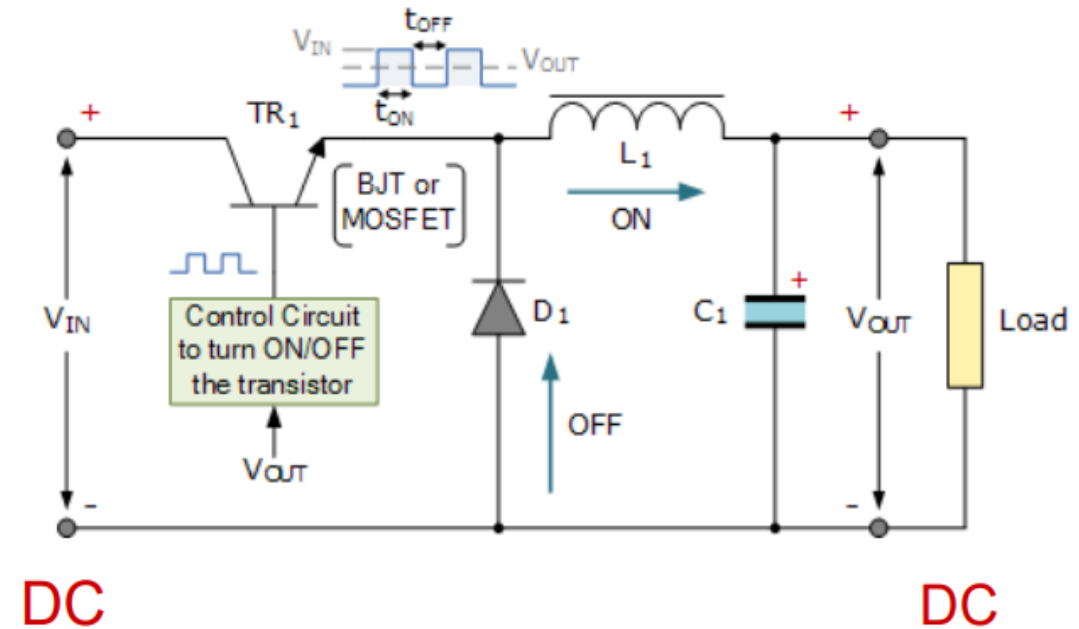 tOFF
VIN
VOUT
tON
+
TR1
+
L1
BJT or
MOSFET
ON
+
VIN
Control Circuit
to turn ON/OFF
the transistor
D1
C1
VOUT
Load
OFF
VOUT
-
-
DC
DC